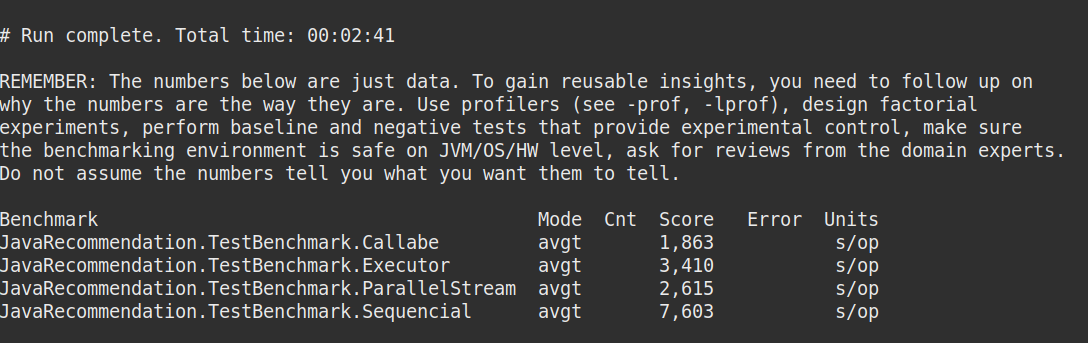 # Run complete. Total time: 00:02:41
REMEMBER: The numbers below are just data. To gain reusable insights, you need to follow up on
why the numbers are the way they are. Use profilers (see -prof, -lprof), design factorial
experiments, perform baseline and negative tests that provide experimental control, make sure
the benchmarking environment is safe on JVM/OS/HW level, ask for reviews from the domain experts.
Do not assume the numbers tell you what you want them to tell.
Benchmark Mode Cnt Score Error Units
JavaRecommendation.TestBenchmark.Callabe avgt 1,863 s/op
JavaRecommendation.TestBenchmark.Executor avgt 3,410 s/op
JavaRecommendation.TestBenchmark.ParallelStream avgt 2,615 s/op
JavaRecommendation.TestBenchmark.Sequencial avgt 7,603 s/op